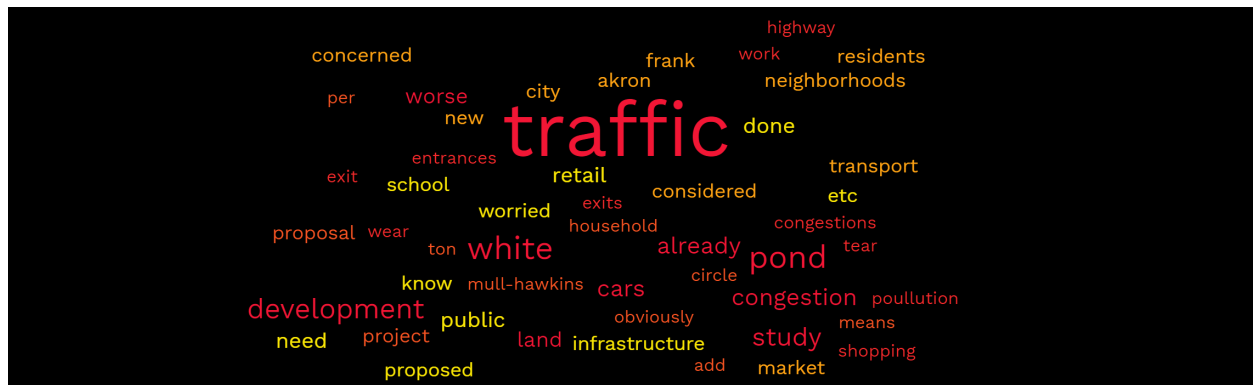 highway
concerned
frank
work
residents
akron
neighborhoods
city
per
worse
new
traffic
done
entrances
transport
exit
school
retail
considered
etc
worried
exits
household
congestions
proposal
wear
ton
white
already
pond
tear
know
mull-hawkins
cars
circle
congestion
poullution
development
public
obviously
means
need
project
land
infrastructure
study
shopping
proposed
add
market